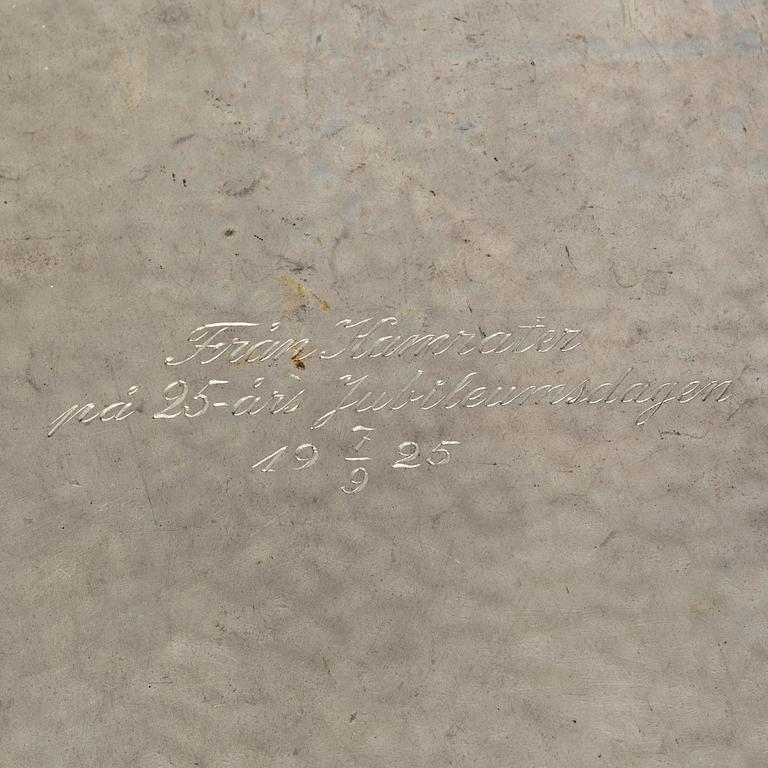 Från Kamrater
på 25-års Jubileumsdagen
19 7/9 25